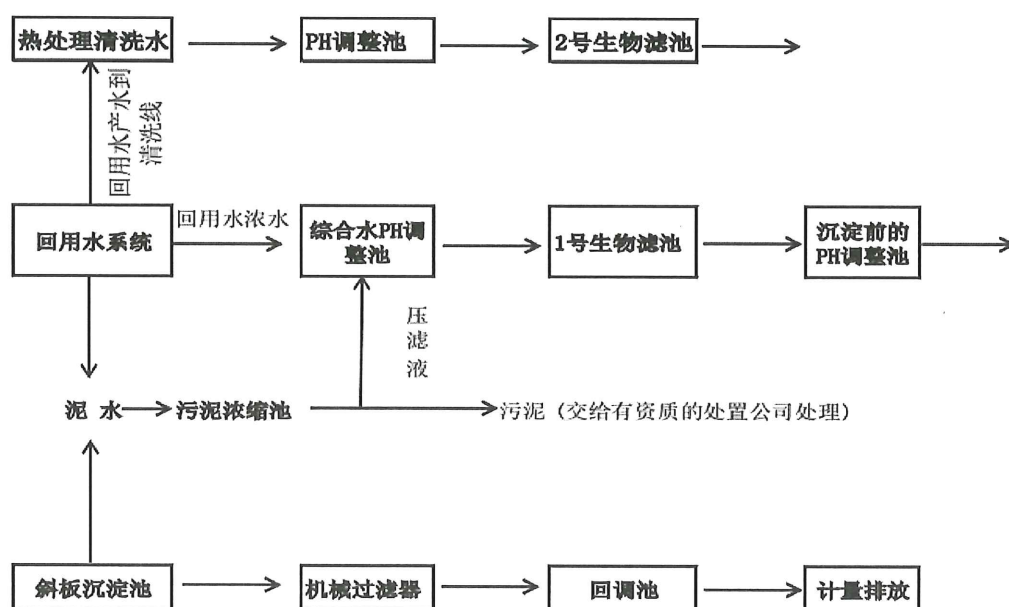 热处理清洗水
PH调整池
2号生物滤池
回用水产水到
清洗线
回用水系统
回用水浓水
综合水PH调
整池
1号生物滤池
沉淀前的
PH调整池
压
滤
液
泥 水
污泥浓缩池
污泥（交给有资质的处置公司处理）
斜板沉淀池
机械过滤器
回调池
计量排放